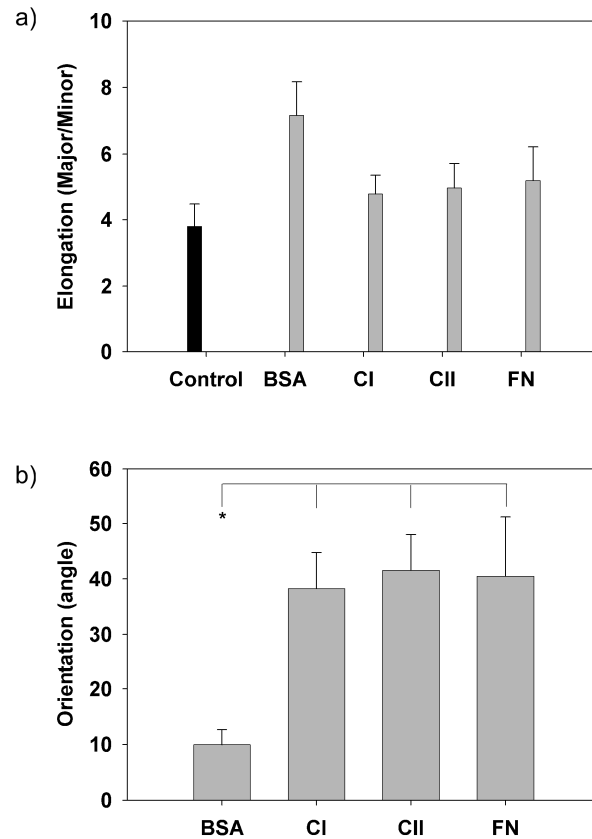 a)
Elongation (Major/Minor)
10
8
6
4
2
0
Control BSA CI CII FN
b)
Orientation (angle)
60
50
40
30
20
10
0
*
BSA CI CII FN